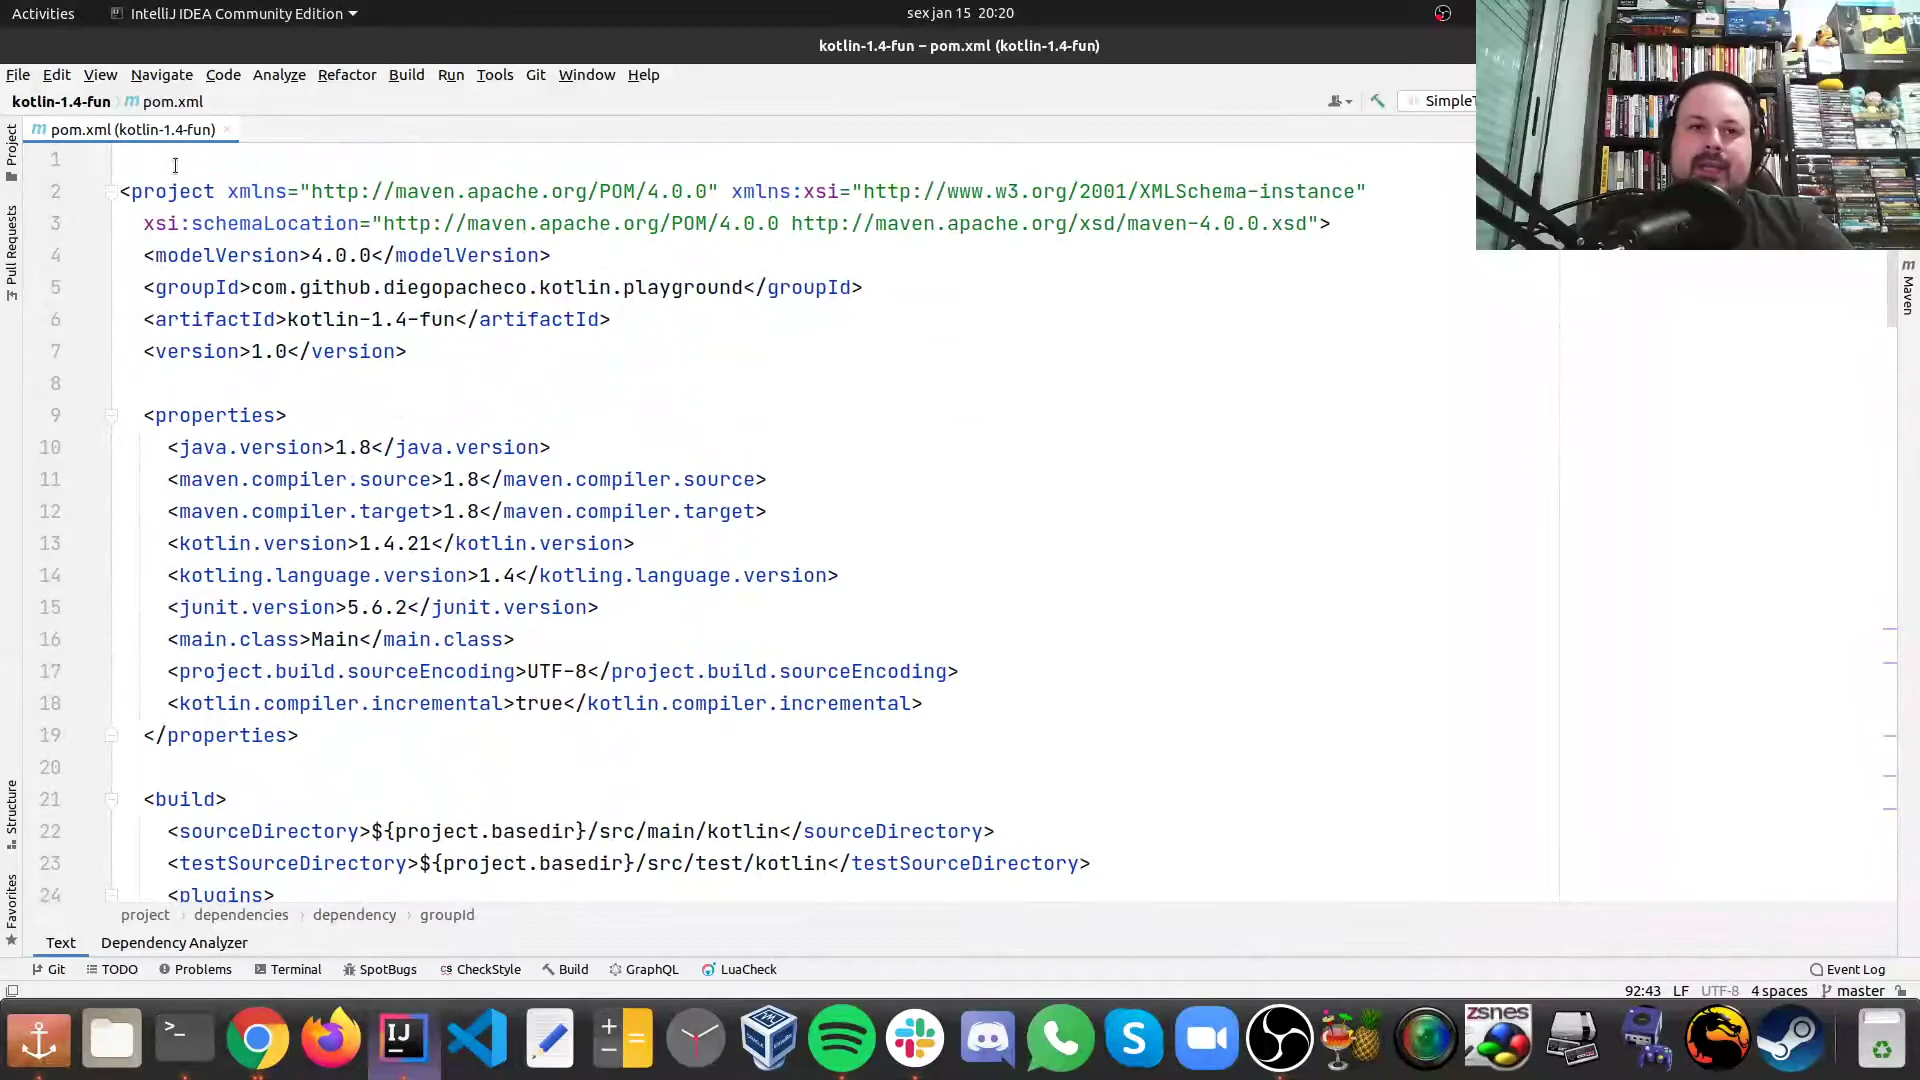 Activities IntelliJ IDEA Community Edition sex jan 15 20:20
kotlin-1.4-fun – pom.xml (kotlin-1.4-fun)
File Edit View Navigate Code Analyze Refactor Build Run Tools Git Window Help
kotlin-1.4-fun pom.xml
SimpleT
pom.xml (kotlin-1.4-fun)
Project
Pull Requests
Structure
Favorites
Maven
1
2 <project xmlns="http://maven.apache.org/POM/4.0.0" xmlns:xsi="http://www.w3.org/2001/XMLSchema-instance"
3 xsi:schemaLocation="http://maven.apache.org/POM/4.0.0 http://maven.apache.org/xsd/maven-4.0.0.xsd">
4 <modelVersion>4.0.0</modelVersion>
5 <groupId>com.github.diegopacheco.kotlin.playground</groupId>
6 <artifactId>kotlin-1.4-fun</artifactId>
7 <version>1.0</version>
8
9 <properties>
10 <java.version>1.8</java.version>
11 <maven.compiler.source>1.8</maven.compiler.source>
12 <maven.compiler.target>1.8</maven.compiler.target>
13 <kotlin.version>1.4.21</kotlin.version>
14 <kotling.language.version>1.4</kotling.language.version>
15 <junit.version>5.6.2</junit.version>
16 <main.class>Main</main.class>
17 <project.build.sourceEncoding>UTF-8</project.build.sourceEncoding>
18 <kotlin.compiler.incremental>true</kotlin.compiler.incremental>
19 </properties>
20
21 <build>
22 <sourceDirectory>${project.basedir}/src/main/kotlin</sourceDirectory>
23 <testSourceDirectory>${project.basedir}/src/test/kotlin</testSourceDirectory>
24 <plugins>
project dependencies dependency groupId
Text Dependency Analyzer
Git TODO Problems Terminal SpotBugs CheckStyle Build GraphQL LuaCheck Event Log
92:43 LF UTF-8 4 spaces master
IJ
ZSNES